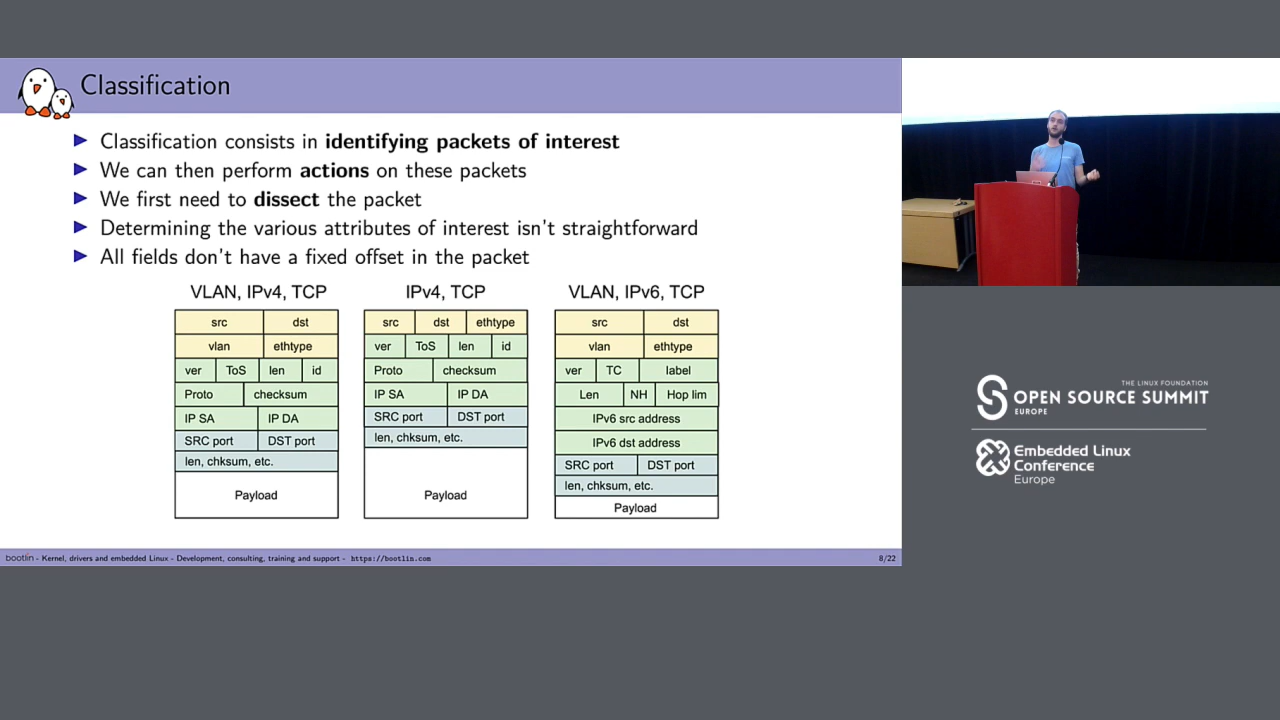 Classification
Classification consists in identifying packets of interest
We can then perform actions on these packets
We first need to dissect the packet
Determining the various attributes of interest isn't straightforward
All fields don't have a fixed offset in the packet
VLAN, IPv4, TCP
src dst
vlan ethtype
ver ToS len id
Proto checksum
IP SA IP DA
SRC port DST port
len, chksum, etc.
Payload
IPv4, TCP
src dst ethtype
ver ToS len id
Proto checksum
IP SA IP DA
SRC port DST port
len, chksum, etc.
Payload
VLAN, IPv6, TCP
src dst
vlan ethtype
ver TC label
Len NH Hop lim
IPv6 src address
IPv6 dst address
SRC port DST port
len, chksum, etc.
Payload
bootlin - Kernel, drivers and embedded Linux - Development, consulting, training and support - https://bootlin.com 8/22
THE LINUX FOUNDATION
OPEN SOURCE SUMMIT
EUROPE
Embedded Linux
Conference
Europe